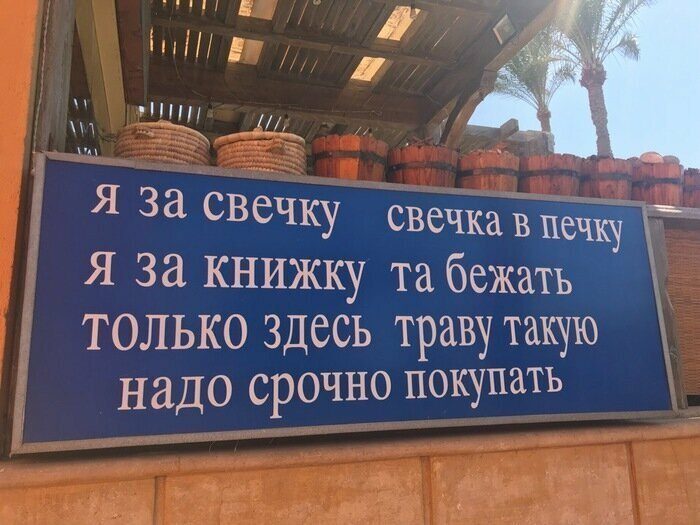 я за свечку свечка в печку
я за книжку та бежать
только здесь траву такую
надо срочно покупать